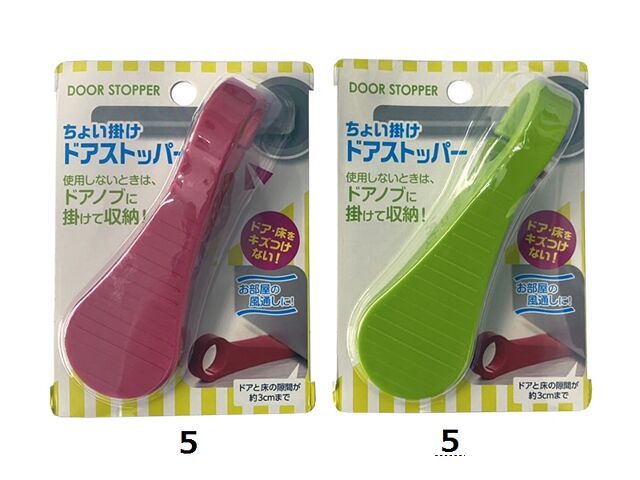 DOOR STOPPER
ちょい掛け
ドアストッパー
使用しないときは、
ドアノブに
掛けて収納!
ドア・床を
キズつけ
ない!
お部屋の
風通しに!
ドアと床の隙間が
約3cmまで
5
DOOR STOPPER
ちょい掛け
ドアストッパー
使用しないときは、
ドアノブに
掛けて収納!
ドア・床を
キズつけ
ない!
お部屋の
風通しに!
ドアと床の隙間が
約3cmまで
5